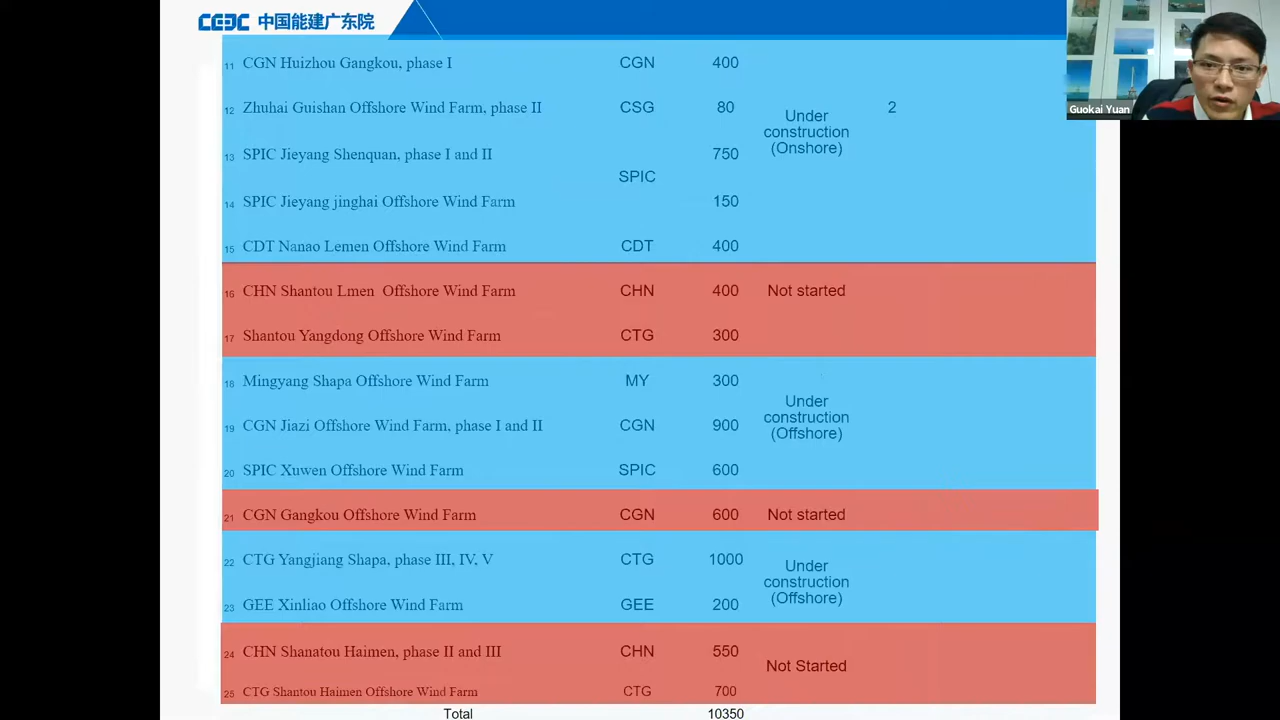 CEEC 中国能建广东院
Guokai Yuan
11 CGN Huizhou Gangkou, phase I CGN 400
12 Zhuhai Guishan Offshore Wind Farm, phase II CSG 80 2
Under
construction
(Onshore)
13 SPIC Jieyang Shenquan, phase I and II 750
SPIC
14 SPIC Jieyang jinghai Offshore Wind Farm 150
15 CDT Nanao Lemen Offshore Wind Farm CDT 400
16 CHN Shantou Lmen Offshore Wind Farm CHN 400 Not started
17 Shantou Yangdong Offshore Wind Farm CTG 300
18 Mingyang Shapa Offshore Wind Farm MY 300
Under
construction
(Offshore)
19 CGN Jiazi Offshore Wind Farm, phase I and II CGN 900
20 SPIC Xuwen Offshore Wind Farm SPIC 600
21 CGN Gangkou Offshore Wind Farm CGN 600 Not started
22 CTG Yangjiang Shapa, phase III, IV, V CTG 1000
Under
construction
(Offshore)
23 GEE Xinliao Offshore Wind Farm GEE 200
24 CHN Shanatou Haimen, phase II and III CHN 550
Not Started
25 CTG Shantou Haimen Offshore Wind Farm CTG 700
Total 10350